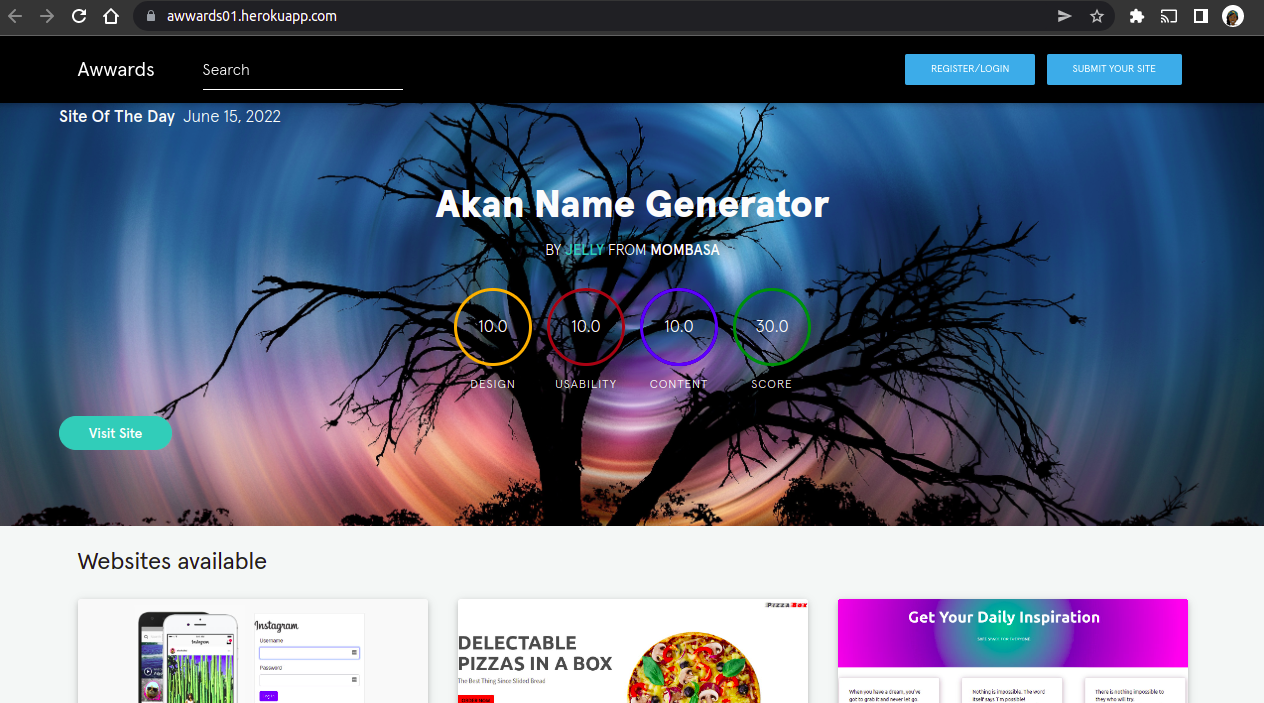 awwards01.herokuapp.com
Awwards
Search
REGISTER/LOGIN
SUBMIT YOUR SITE
Site Of The Day June 15, 2022
Akan Name Generator
BY JELLY FROM MOMBASA
10.0
10.0
10.0
30.0
DESIGN
USABILITY
CONTENT
SCORE
Visit Site
Websites available
Instagram
Instagram
Username
Password
Pizza Box
DELECTABLE
PIZZAS IN A BOX
The Best Thing Since Sliced Bread
Get Your Daily Inspiration
When you have a dream, you've
got to grab it and never let go.
Nothing is impossible. The word
itself says 'I'm possible!'
There is nothing impossible to
they who will try.